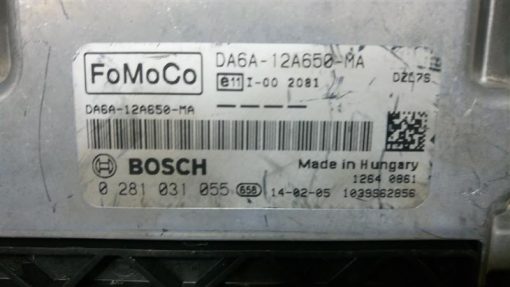 FoMoCo
DA6A-12A650-MA
e11 I-00 2081
DA6A-12A650-MA
BOSCH
Made in Hungary
1264 0861
0 281 031 055 656 14-02-05 1039S62856